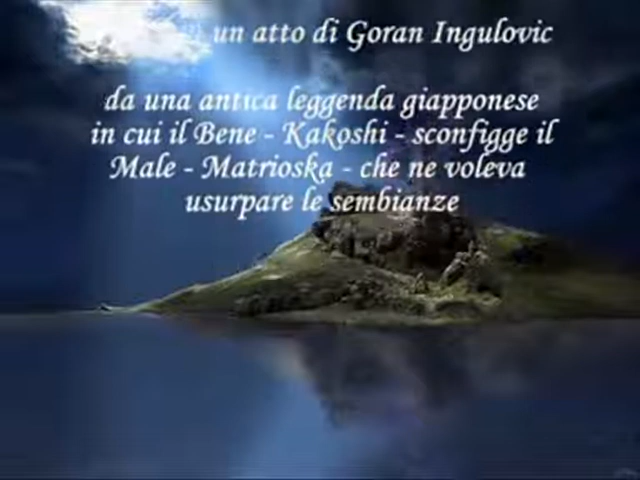 un atto di Goran Ingulovic
da una antica leggenda giapponese
in cui il Bene - Kakoshi - sconfigge il
Male - Matrioska - che ne voleva
usurpare le sembianze